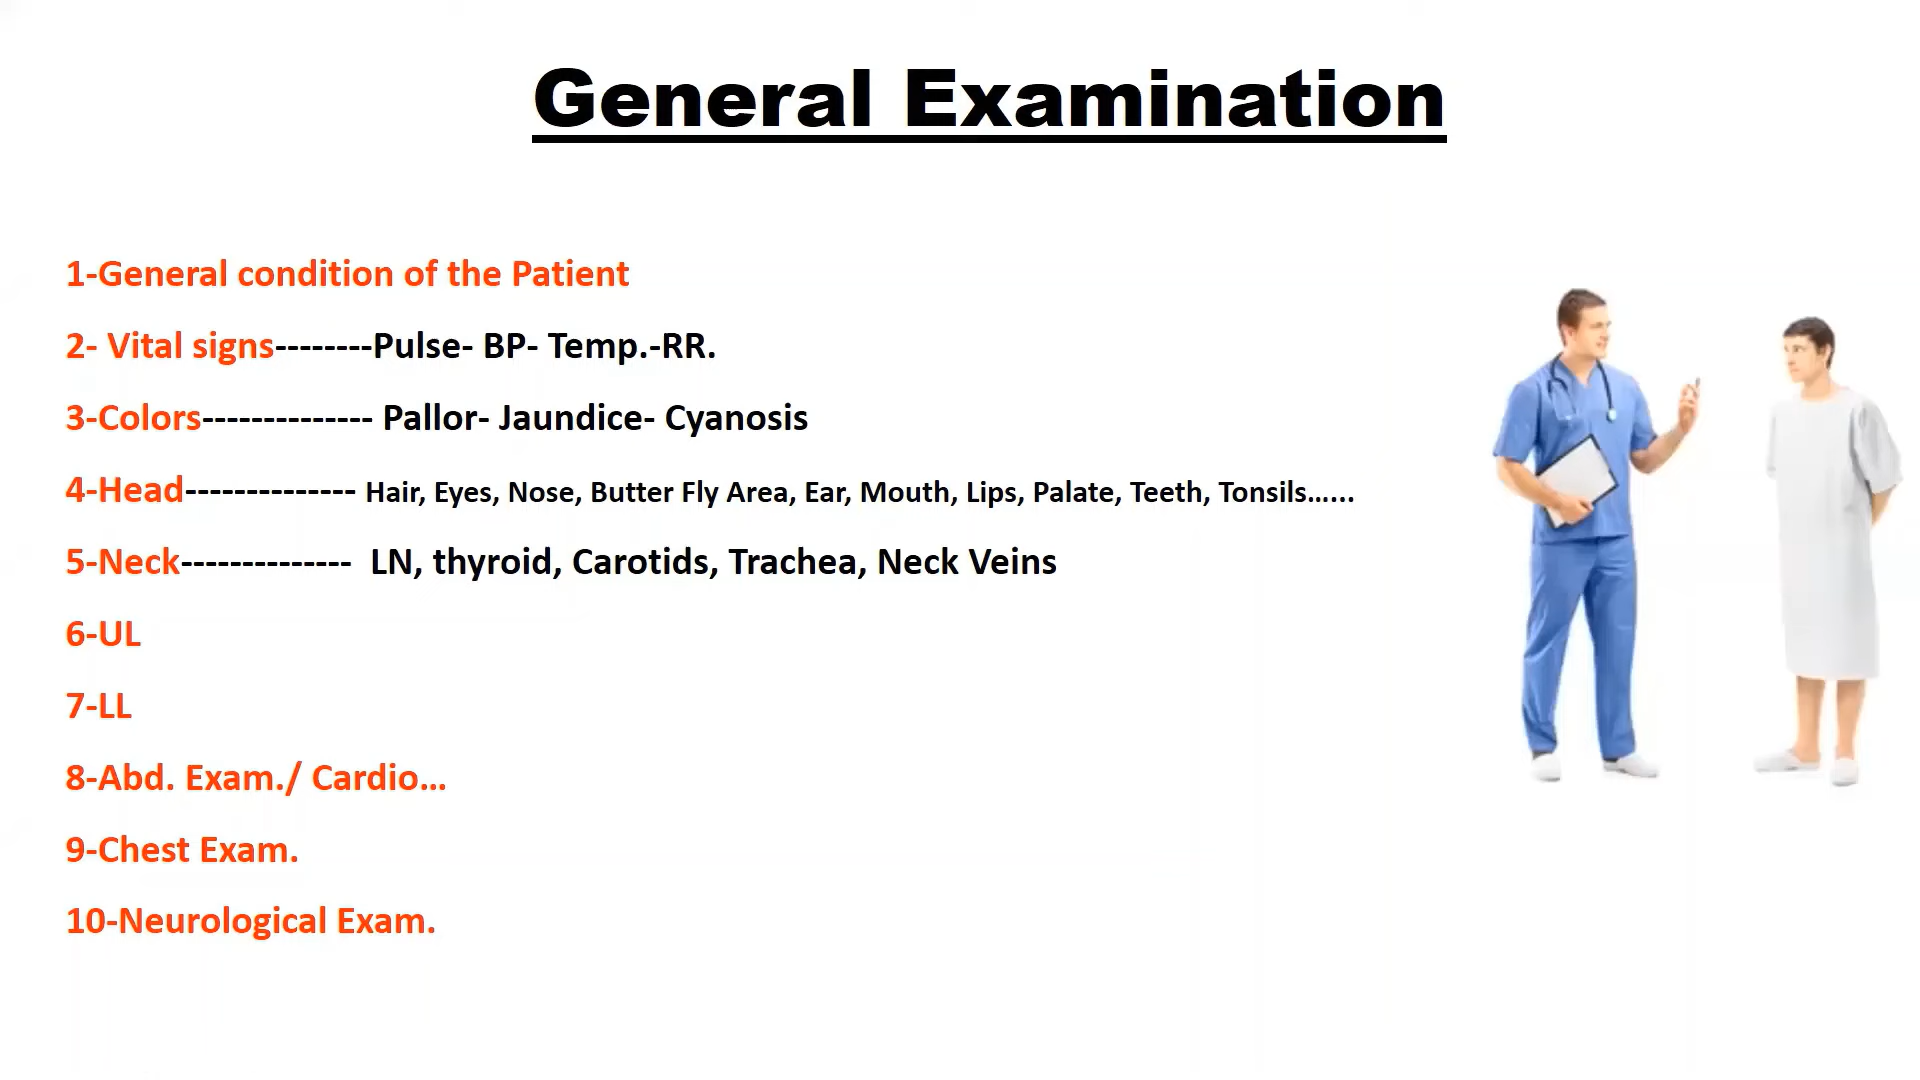 General Examination
1-General condition of the Patient
2- Vital signs--------Pulse- BP- Temp.-RR.
3-Colors-------------- Pallor- Jaundice- Cyanosis
4-Head-------------- Hair, Eyes, Nose, Butter Fly Area, Ear, Mouth, Lips, Palate, Teeth, Tonsils......
5-Neck-------------- LN, thyroid, Carotids, Trachea, Neck Veins
6-UL
7-LL
8-Abd. Exam./ Cardio...
9-Chest Exam.
10-Neurological Exam.